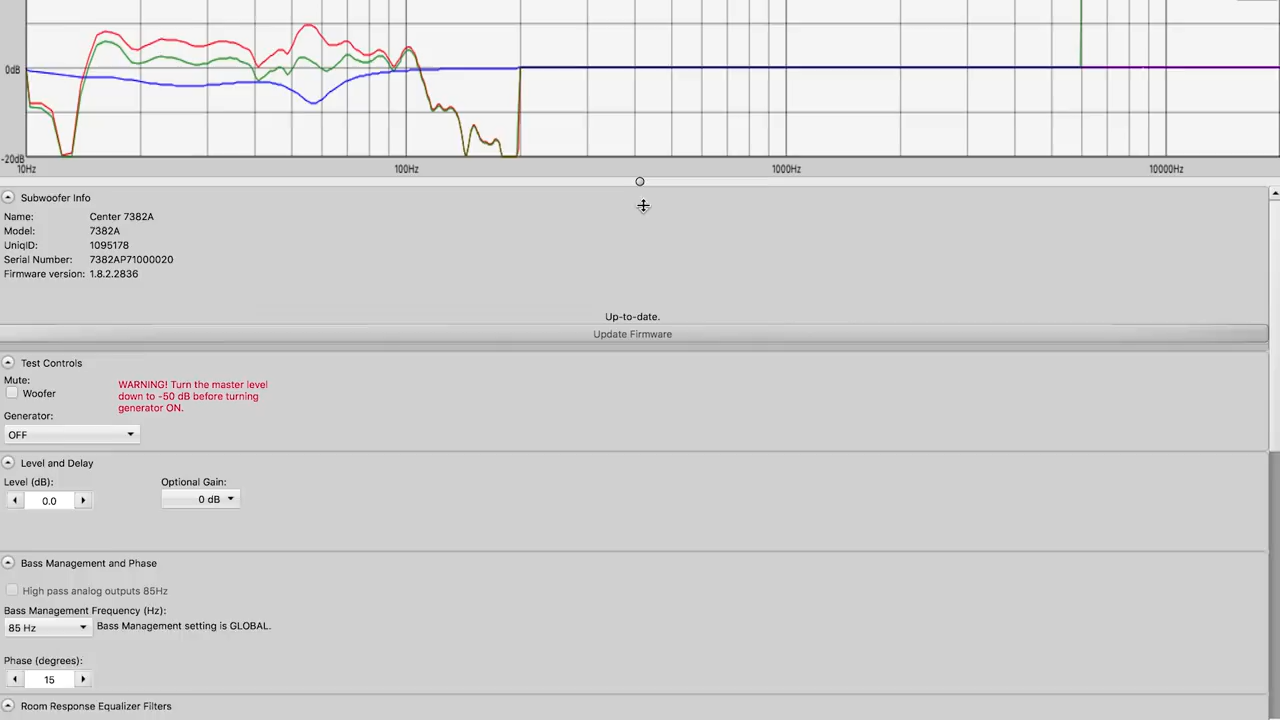 0dB
-20dB
10Hz 100Hz 1000Hz 10000Hz
Subwoofer Info
Name: Center 7382A
Model: 7382A
UniqID: 1095178
Serial Number: 7382AP71000020
Firmware version: 1.8.2.2836
Up-to-date.
Update Firmware
Test Controls
Mute:
Woofer
WARNING! Turn the master level
down to -50 dB before turning
generator ON.
Generator:
OFF
Level and Delay
Level (dB): Optional Gain:
0.0 0 dB
Bass Management and Phase
High pass analog outputs 85Hz
Bass Management Frequency (Hz):
85 Hz Bass Management setting is GLOBAL.
Phase (degrees):
15
Room Response Equalizer Filters